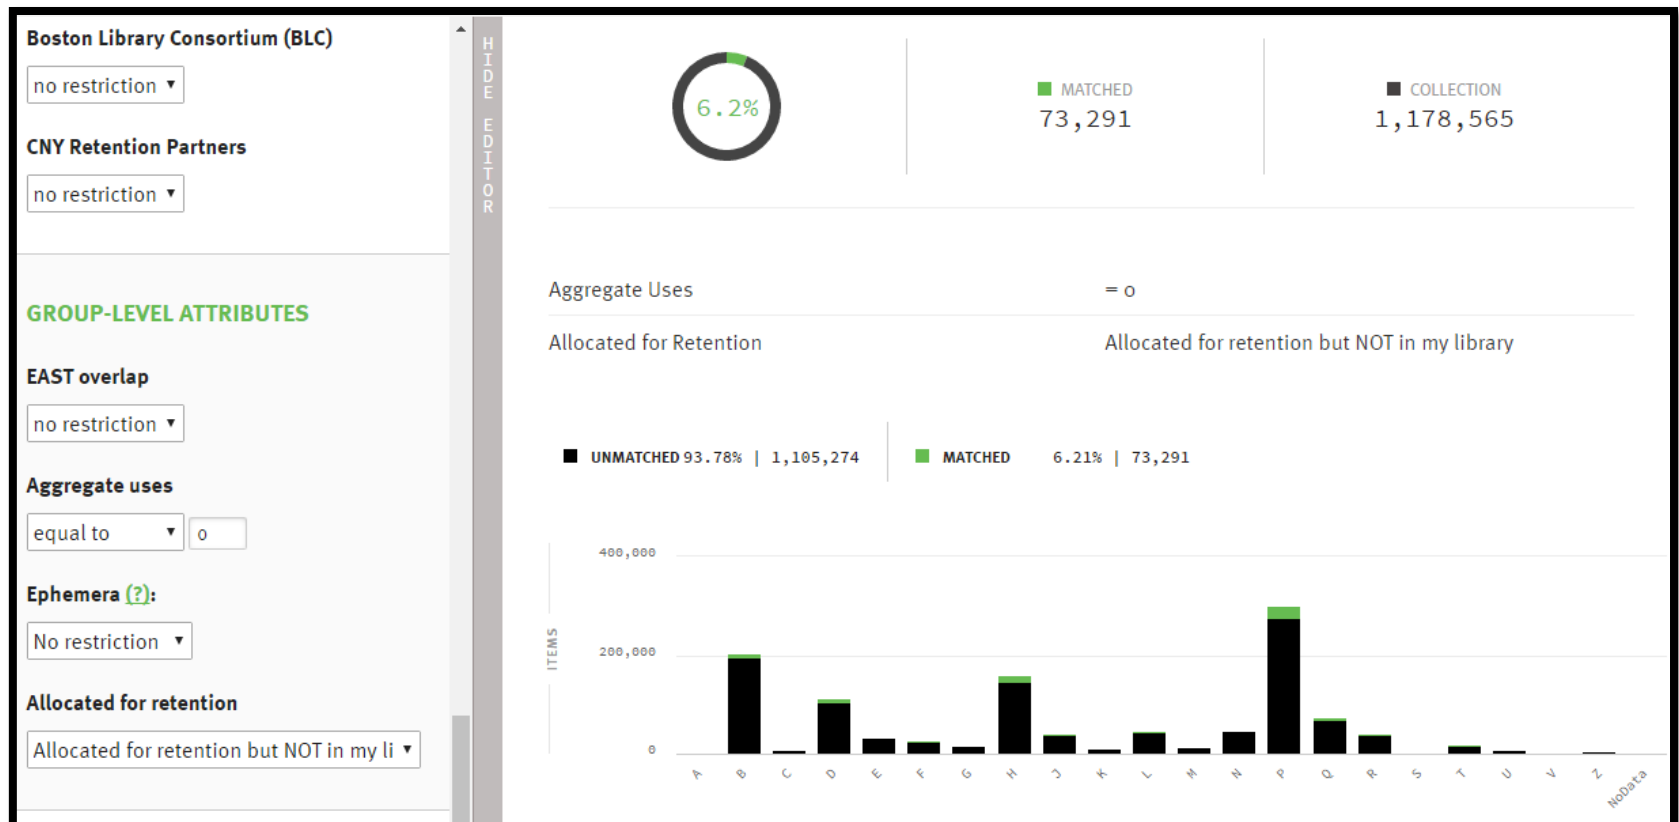 Boston Library Consortium (BLC)
no restriction
CNY Retention Partners
no restriction
GROUP-LEVEL ATTRIBUTES
EAST overlap
no restriction
Aggregate uses
equal to 0
Ephemera (?):
No restriction
Allocated for retention
Allocated for retention but NOT in my li
HIDE EDITOR
6.2%
MATCHED
73,291
COLLECTION
1,178,565
Aggregate Uses = 0
Allocated for Retention Allocated for retention but NOT in my library
UNMATCHED 93.78% | 1,105,274 MATCHED 6.21% | 73,291
ITEMS
400,000
200,000
0
A B C D E F G H J K L M N P Q R S T U V Z NoData